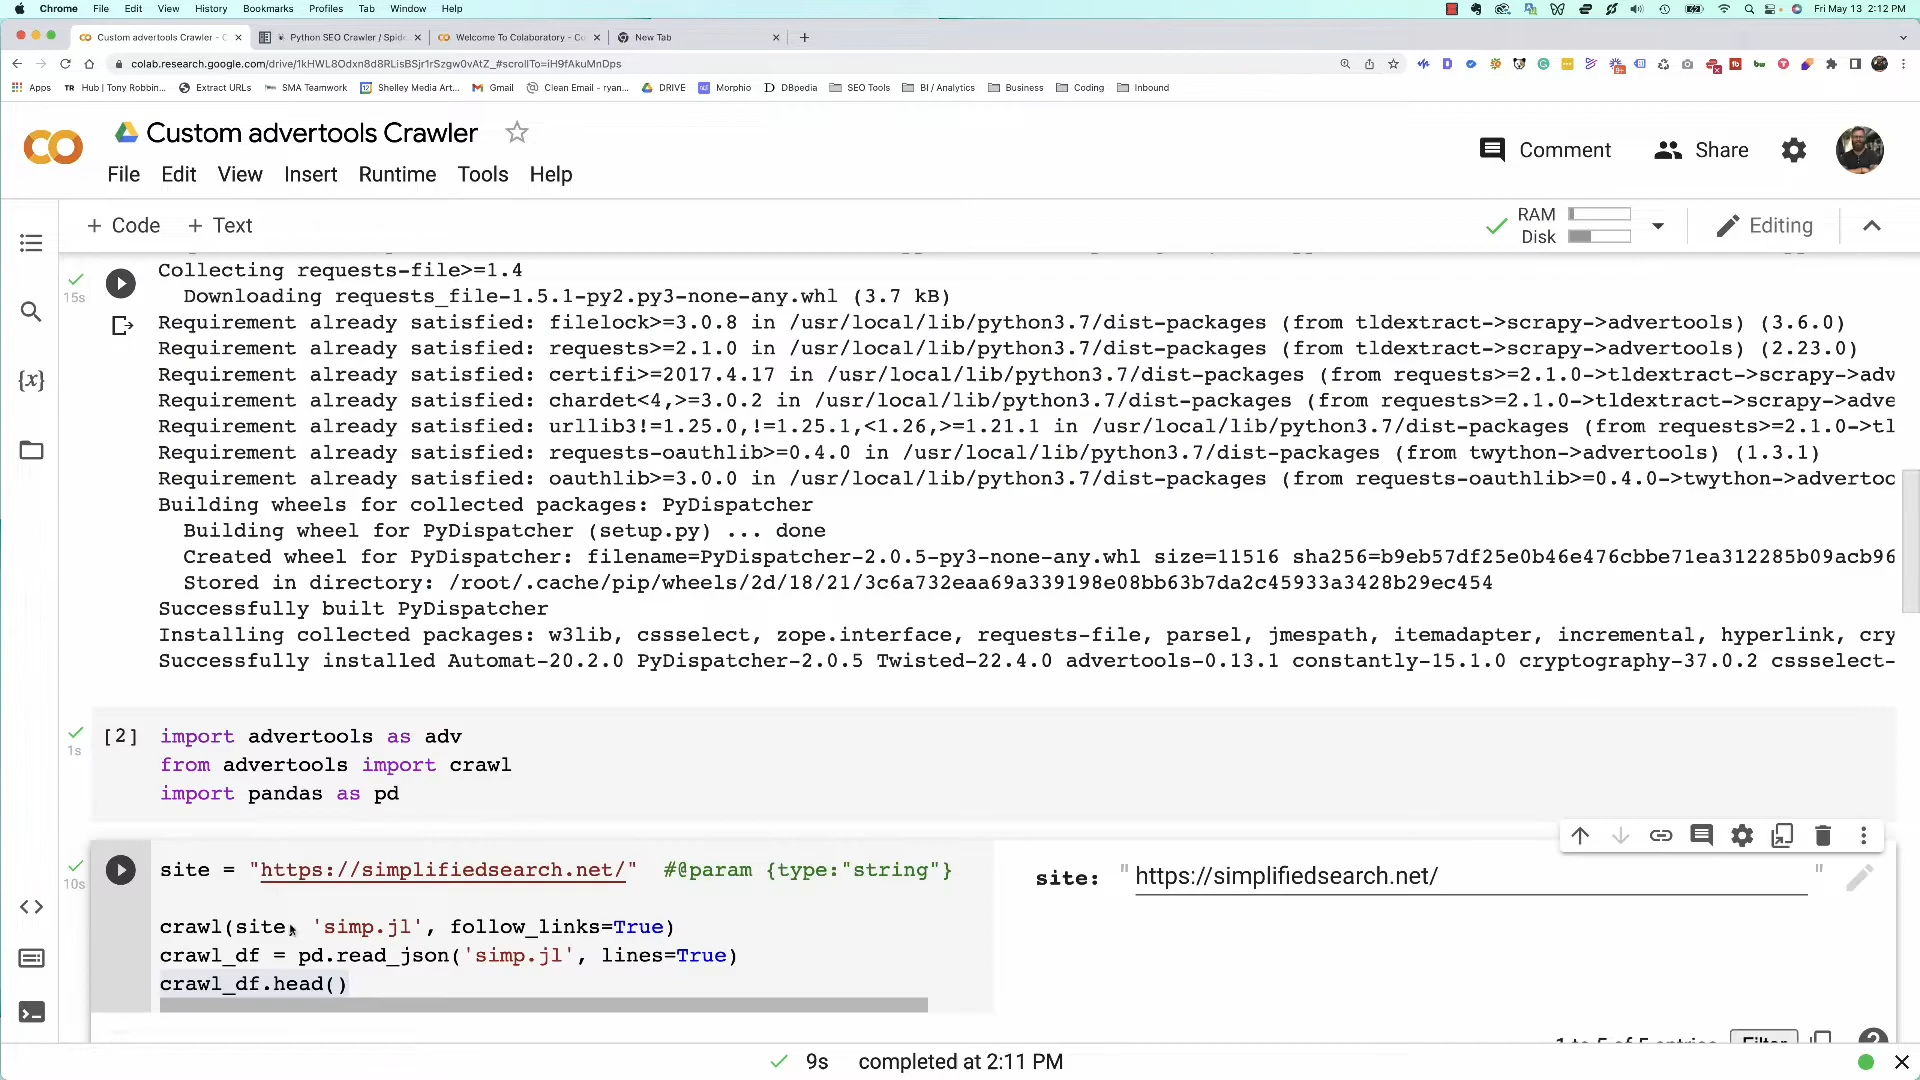 Chrome File Edit View History Bookmarks Profiles Tab Window Help Fri May 13 2:12 PM
Custom advertools Crawler - C Python SEO Crawler / Spide Welcome To Colaboratory - Co New Tab
colab.research.google.com/drive/1kHWL8Odxn8d8RLisBSjr1rSzgw0vAtZ_#scrollTo=iH9fAkuMnDps
Apps Hub | Tony Robbin... Extract URLs SMA Teamwork Shelley Media Art... Gmail Clean Email - ryan... DRIVE Morphio DBpedia SEO Tools BI / Analytics Business Coding Inbound
Custom advertools Crawler
Comment Share
File Edit View Insert Runtime Tools Help
+ Code + Text
RAM
Disk
Editing
Collecting requests-file>=1.4
15s
Downloading requests_file-1.5.1-py2.py3-none-any.whl (3.7 kB)
Requirement already satisfied: filelock>=3.0.8 in /usr/local/lib/python3.7/dist-packages (from tldextract->scrapy->advertools) (3.6.0)
Requirement already satisfied: requests>=2.1.0 in /usr/local/lib/python3.7/dist-packages (from tldextract->scrapy->advertools) (2.23.0)
Requirement already satisfied: certifi>=2017.4.17 in /usr/local/lib/python3.7/dist-packages (from requests>=2.1.0->tldextract->scrapy->adv
Requirement already satisfied: chardet<4,>=3.0.2 in /usr/local/lib/python3.7/dist-packages (from requests>=2.1.0->tldextract->scrapy->adve
Requirement already satisfied: urllib3!=1.25.0,!=1.25.1,<1.26,>=1.21.1 in /usr/local/lib/python3.7/dist-packages (from requests>=2.1.0->tl
Requirement already satisfied: requests-oauthlib>=0.4.0 in /usr/local/lib/python3.7/dist-packages (from twython->advertools) (1.3.1)
Requirement already satisfied: oauthlib>=3.0.0 in /usr/local/lib/python3.7/dist-packages (from requests-oauthlib>=0.4.0->twython->advertoo
Building wheels for collected packages: PyDispatcher
Building wheel for PyDispatcher (setup.py) ... done
Created wheel for PyDispatcher: filename=PyDispatcher-2.0.5-py3-none-any.whl size=11516 sha256=b9eb57df25e0b46e476cbbe71ea312285b09acb96
Stored in directory: /root/.cache/pip/wheels/2d/18/21/3c6a732eaa69a339198e08bb63b7da2c45933a3428b29ec454
Successfully built PyDispatcher
Installing collected packages: w3lib, cssselect, zope.interface, requests-file, parsel, jmespath, itemadapter, incremental, hyperlink, cry
Successfully installed Automat-20.2.0 PyDispatcher-2.0.5 Twisted-22.4.0 advertools-0.13.1 constantly-15.1.0 cryptography-37.0.2 cssselect-
[2] import advertools as adv
1s
from advertools import crawl
import pandas as pd
site = "https://simplifiedsearch.net/" #@param {type:"string"}
site: "https://simplifiedsearch.net/"
10s
crawl(site, 'simp.jl', follow_links=True)
crawl_df = pd.read_json('simp.jl', lines=True)
crawl_df.head()
1 to 5 of 5 entries Filter
9s completed at 2:11 PM